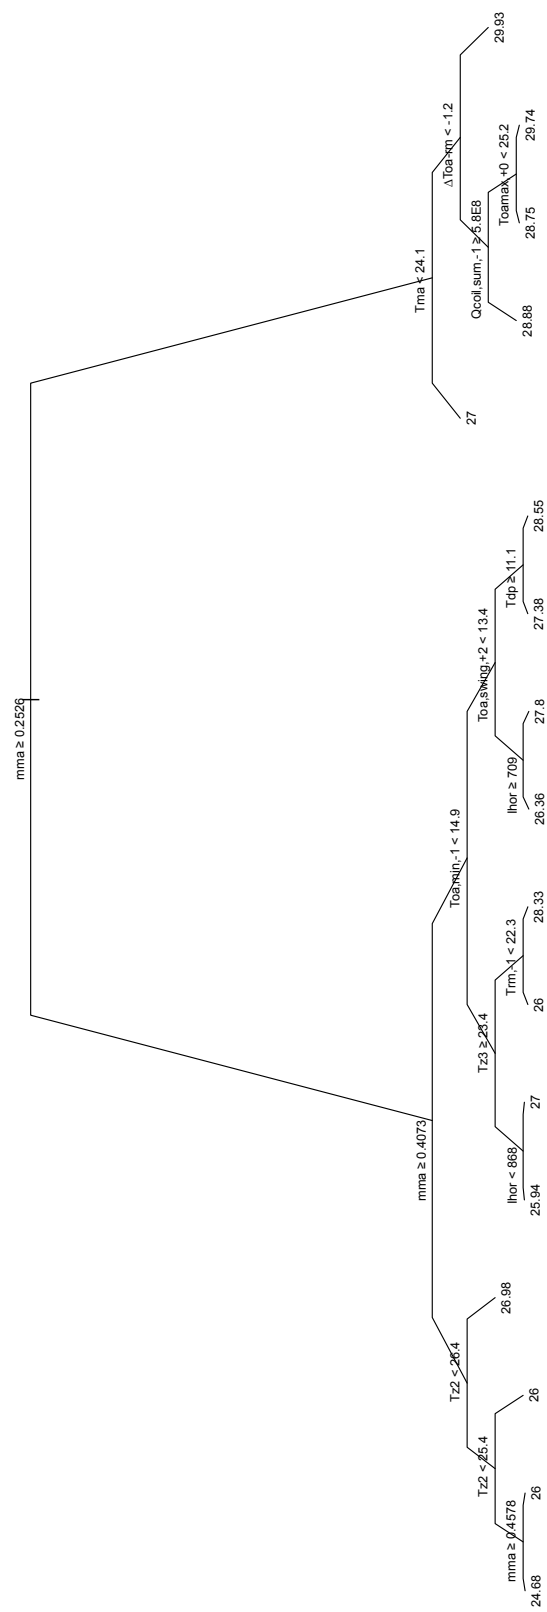 mma ≥ 0.2526
mma ≥ 0.4073
Tz2 < 26.4
Tz2 < 25.4
mma ≥ 0.4578
24.68
26
26
26.98
Toa,min,-1 < 14.9
Tz3 ≥ 23.4
Ihor < 868
25.94
27
Trm,-1 < 22.3
26
28.33
Toa,swing,+2 < 13.4
Ihor ≥ 709
26.36
27.8
Tdp ≥ 11.1
27.38
28.55
Tma < 24.1
27
ΔToa-rm < -1.2
Qcoil,sum,-1 ≥ 5.8E8
28.88
Toamax,+0 < 25.2
28.75
29.74
29.93